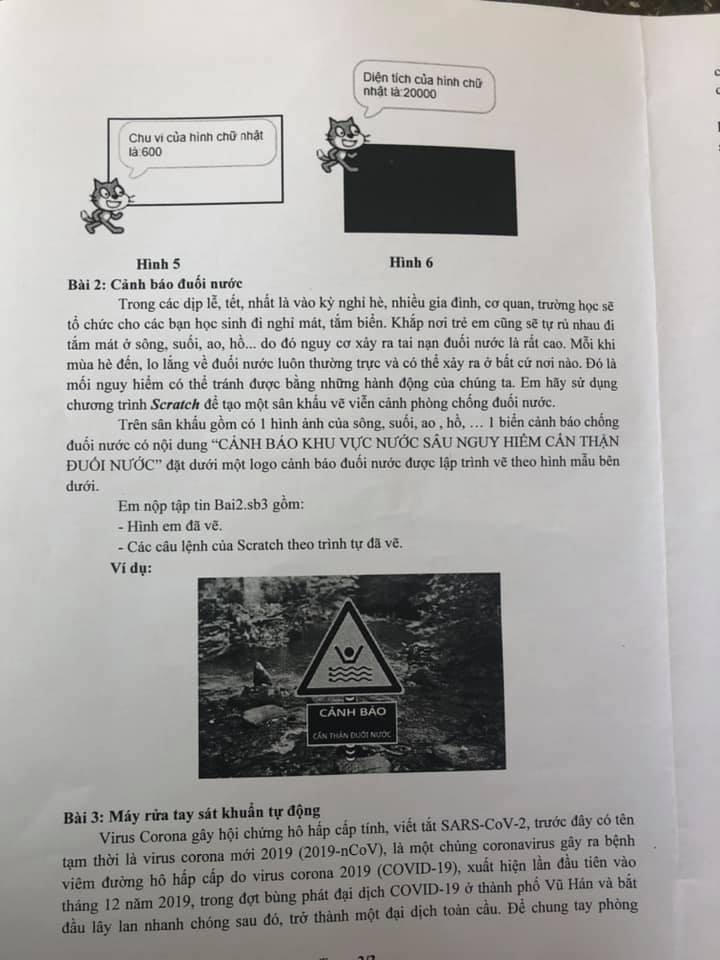 Chu vi của hình chữ nhật
là:600
Diện tích của hình chữ
nhật là:20000
Hình 5
Hình 6
Bài 2: Cảnh báo đuối nước
Trong các dịp lễ, tết, nhất là vào kỳ nghỉ hè, nhiều gia đình, cơ quan, trường học sẽ
tổ chức cho các bạn học sinh đi nghỉ mát, tắm biển. Khắp nơi trẻ em cũng sẽ tự rủ nhau đi
tắm mát ở sông, suối, ao, hồ... do đó nguy cơ xảy ra tai nạn đuối nước là rất cao. Mỗi khi
mùa hè đến, lo lắng về đuối nước luôn thường trực và có thể xảy ra ở bất cứ nơi nào. Đó là
mối nguy hiểm có thể tránh được bằng những hành động của chúng ta. Em hãy sử dụng
chương trình Scratch để tạo một sân khấu vẽ viễn cảnh phòng chống đuối nước.
Trên sân khấu gồm có 1 hình ảnh của sông, suối, ao , hồ, … 1 biển cảnh báo chống
đuối nước có nội dung “CẢNH BÁO KHU VỰC NƯỚC SÂU NGUY HIỂM CẨN THẬN
ĐUỐI NƯỚC” đặt dưới một logo cảnh báo đuối nước được lập trình vẽ theo hình mẫu bên
dưới.
Em nộp tập tin Bai2.sb3 gồm:
- Hình em đã vẽ.
- Các câu lệnh của Scratch theo trình tự đã vẽ.
Ví dụ:
CẢNH BÁO
CẨN THẬN ĐUỐI NƯỚC
Bài 3: Máy rửa tay sát khuẩn tự động
Virus Corona gây hội chứng hô hấp cấp tính, viết tắt SARS-CoV-2, trước đây có tên
tạm thời là virus corona mới 2019 (2019-nCoV), là một chủng coronavirus gây ra bệnh
viêm đường hô hấp cấp do virus corona 2019 (COVID-19), xuất hiện lần đầu tiên vào
tháng 12 năm 2019, trong đợt bùng phát đại dịch COVID-19 ở thành phố Vũ Hán và bắt
đầu lây lan nhanh chóng sau đó, trở thành một đại dịch toàn cầu. Để chung tay phòng